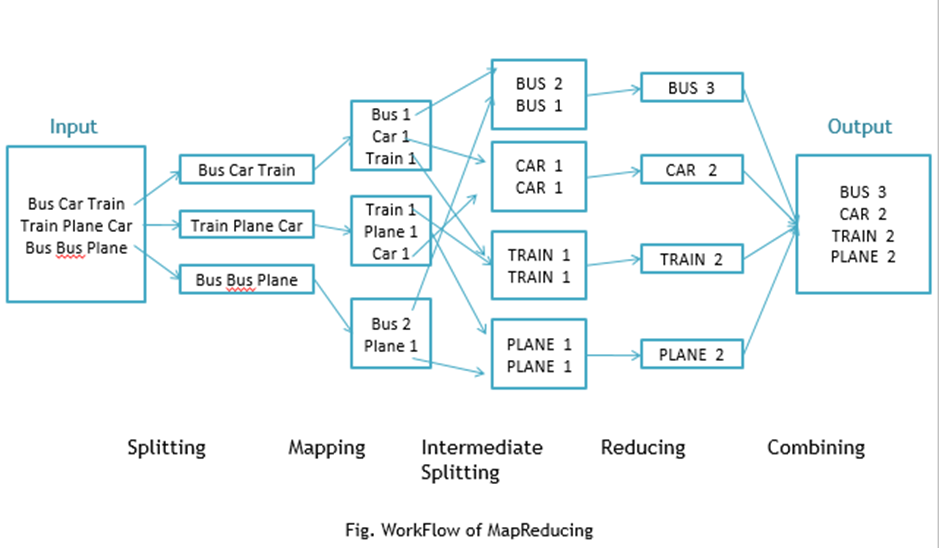 Input
Bus Car Train
Train Plane Car
Bus Bus Plane
Bus Car Train
Train Plane Car
Bus Bus Plane
Bus 1
Car 1
Train 1
Train 1
Plane 1
Car 1
Bus 2
Plane 1
BUS 2
BUS 1
CAR 1
CAR 1
TRAIN 1
TRAIN 1
PLANE 1
PLANE 1
BUS 3
CAR 2
TRAIN 2
PLANE 2
Output
BUS 3
CAR 2
TRAIN 2
PLANE 2
Splitting
Mapping
Intermediate
Splitting
Reducing
Combining
Fig. WorkFlow of MapReducing